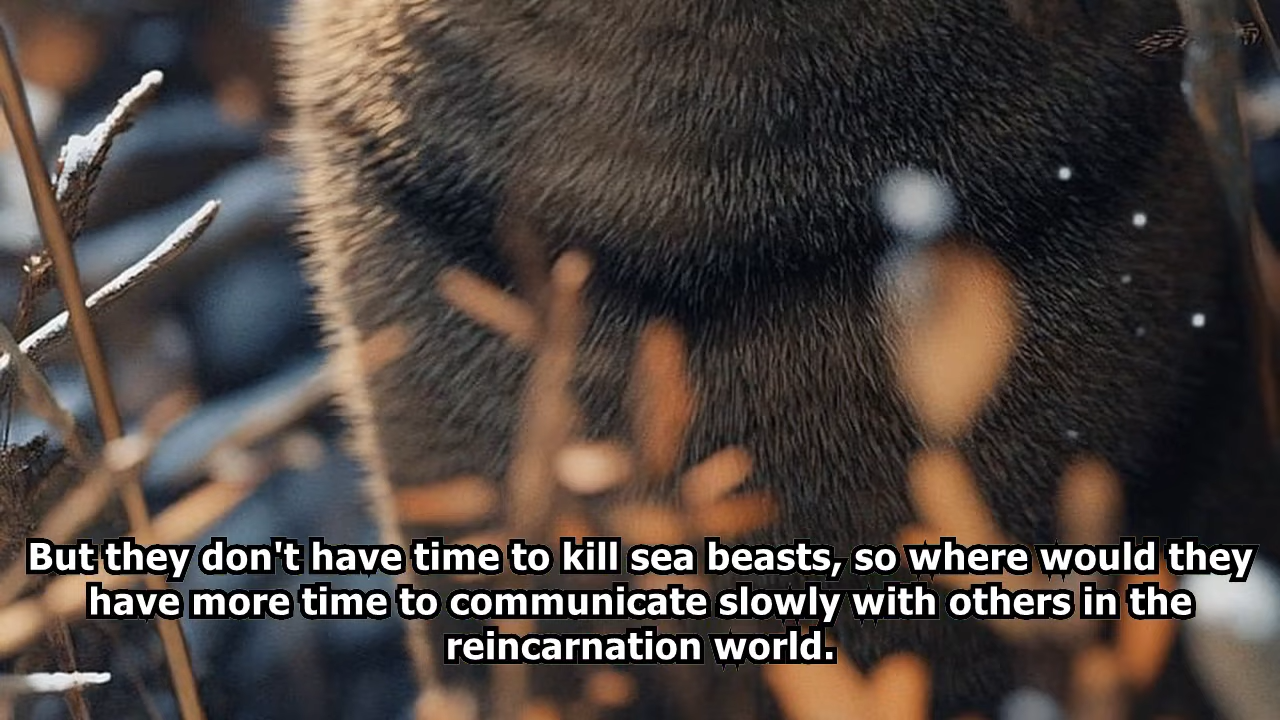 But they don't have time to kill sea beasts, so where would they
have more time to communicate slowly with others in the
reincarnation world.